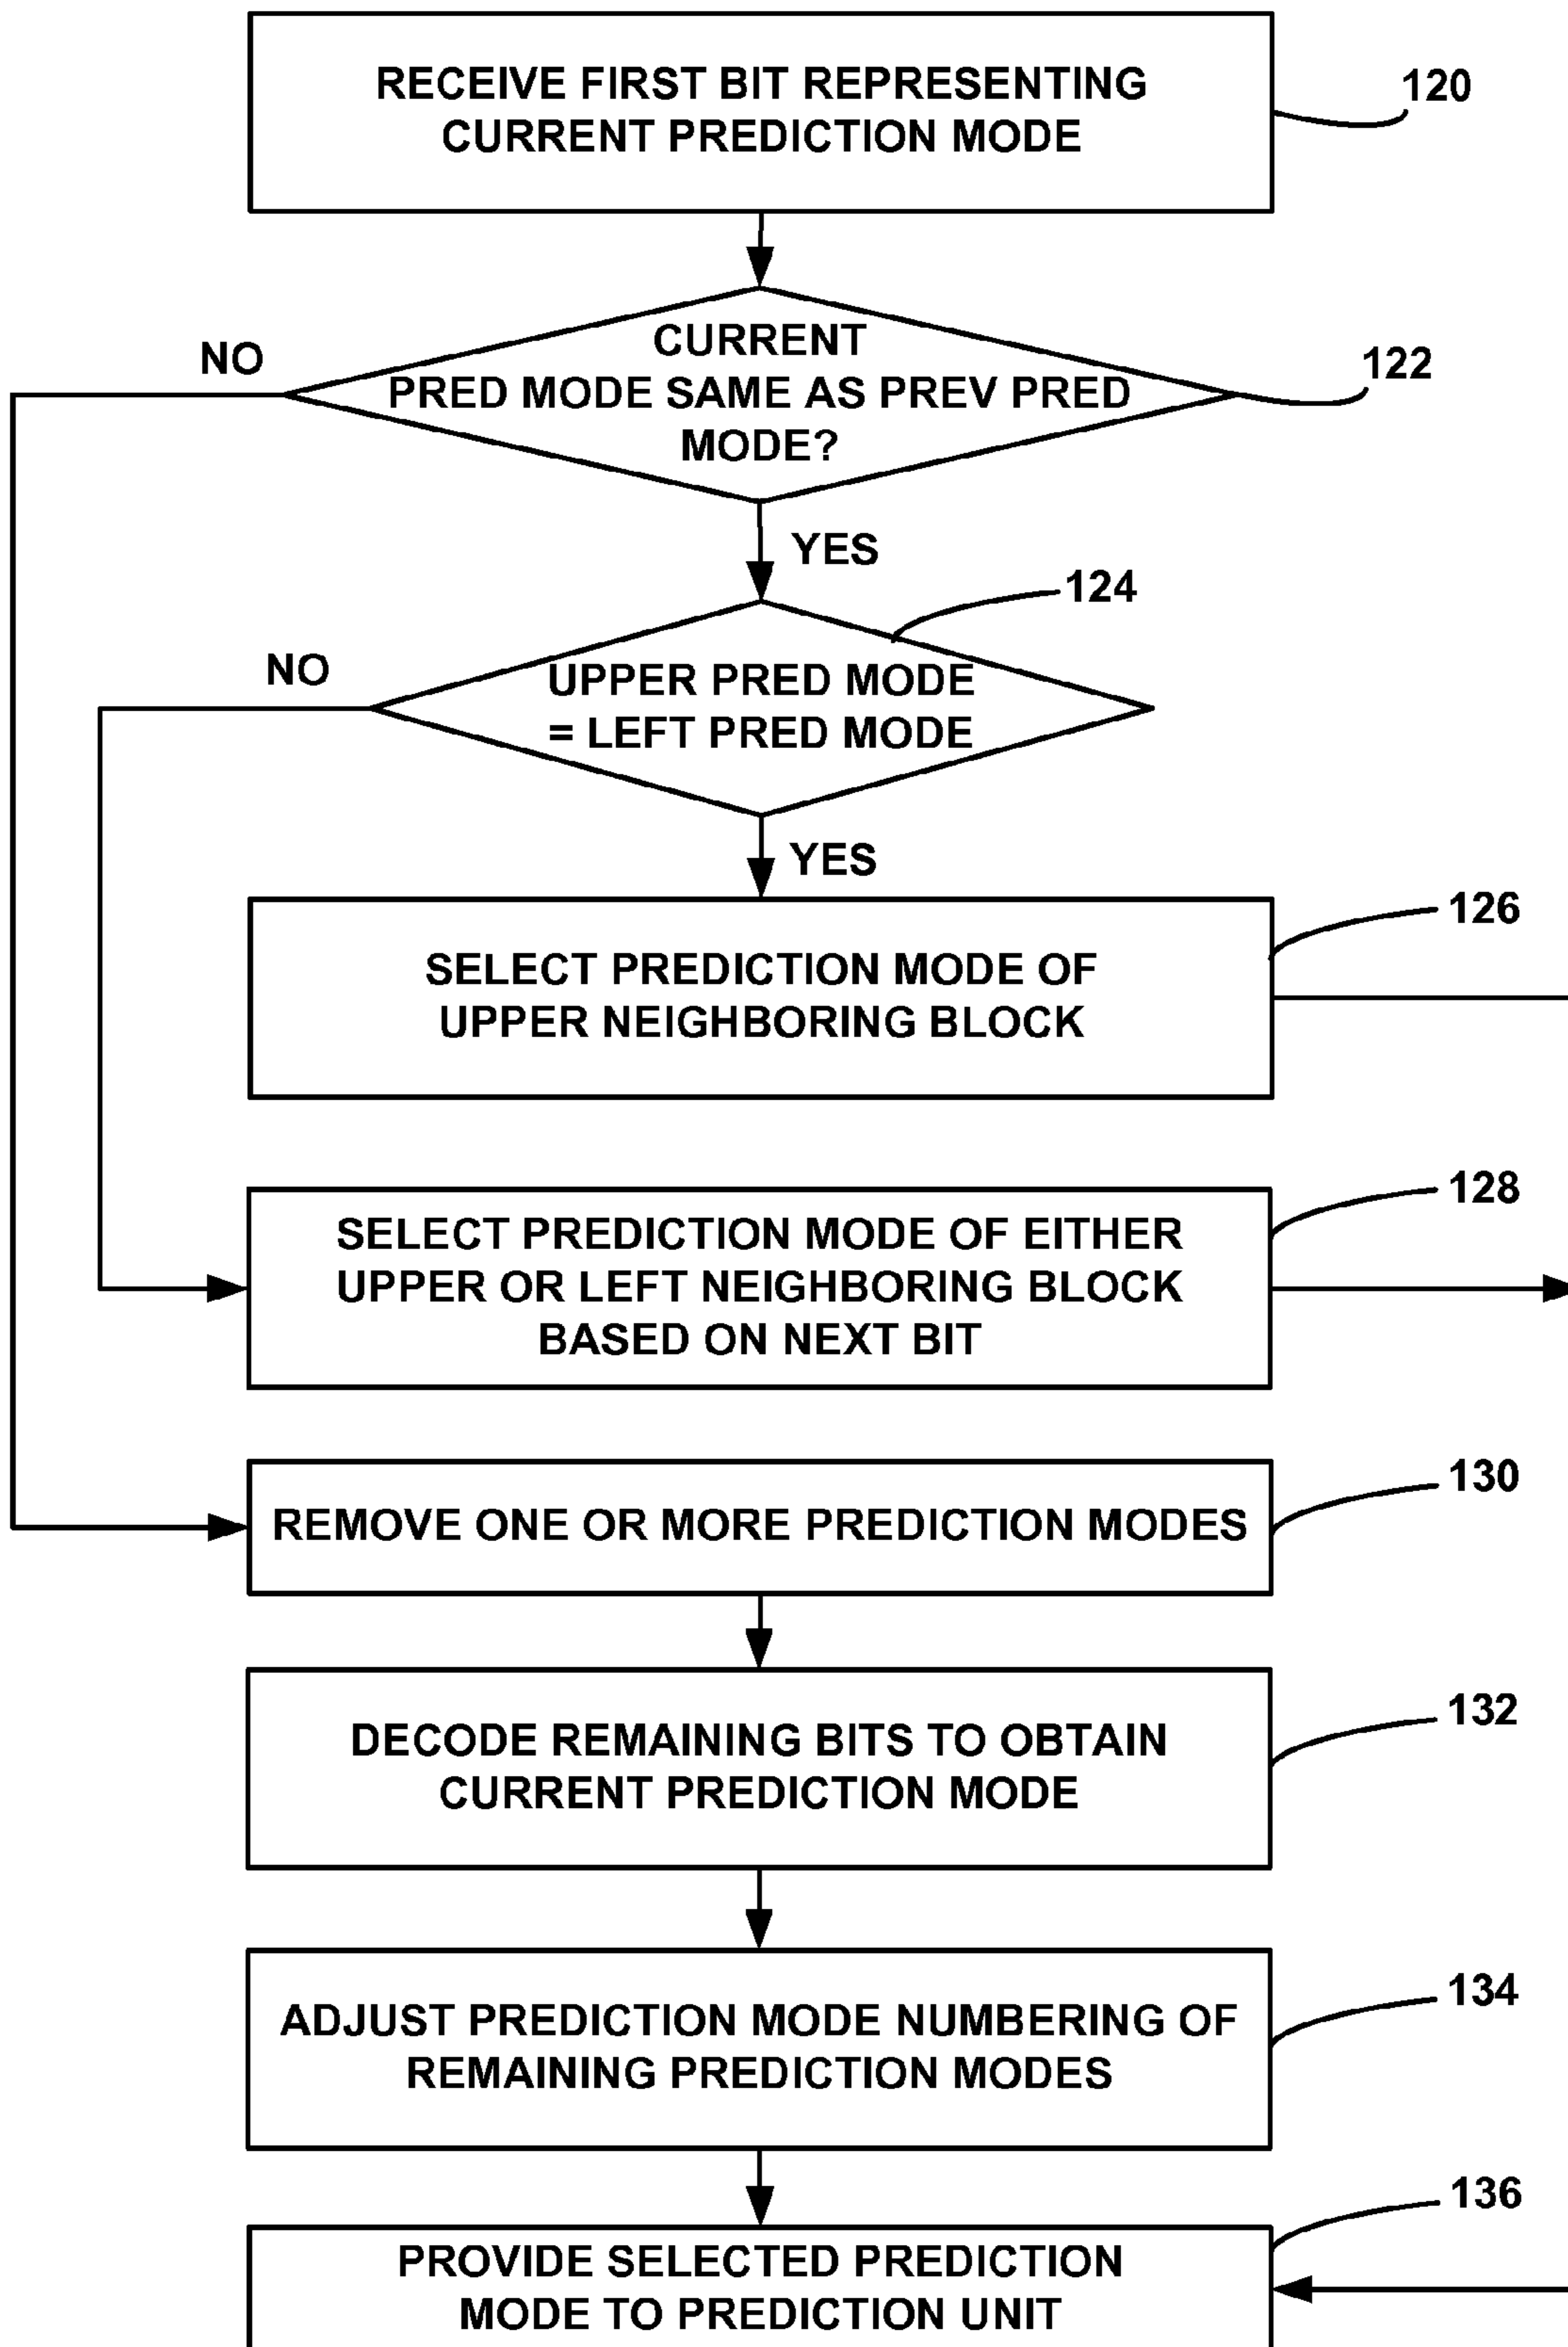 RECEIVE FIRST BIT REPRESENTING
CURRENT PREDICTION MODE
120
CURRENT
PRED MODE SAME AS PREV PRED
MODE?
122
NO
YES
124
UPPER PRED MODE
= LEFT PRED MODE
NO
YES
SELECT PREDICTION MODE OF
UPPER NEIGHBORING BLOCK
126
SELECT PREDICTION MODE OF EITHER
UPPER OR LEFT NEIGHBORING BLOCK
BASED ON NEXT BIT
128
REMOVE ONE OR MORE PREDICTION MODES
130
DECODE REMAINING BITS TO OBTAIN
CURRENT PREDICTION MODE
132
ADJUST PREDICTION MODE NUMBERING OF
REMAINING PREDICTION MODES
134
PROVIDE SELECTED PREDICTION
MODE TO PREDICTION UNIT
136